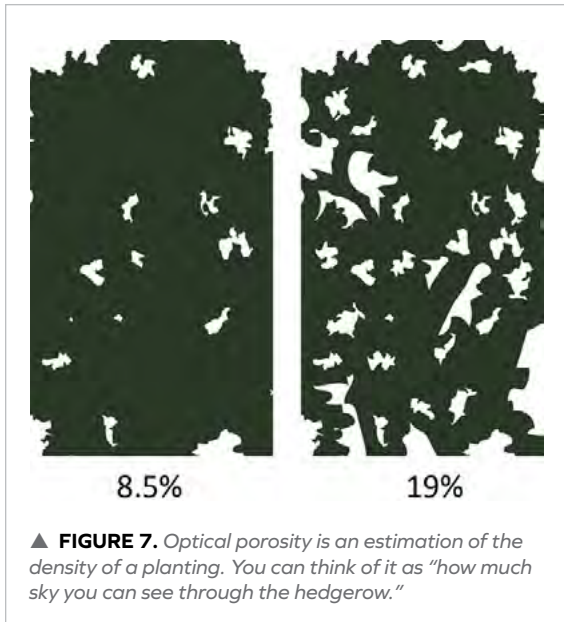 8.5%
19%
▲ FIGURE 7. Optical porosity is an estimation of the
density of a planting. You can think of it as “how much
sky you can see through the hedgerow.”